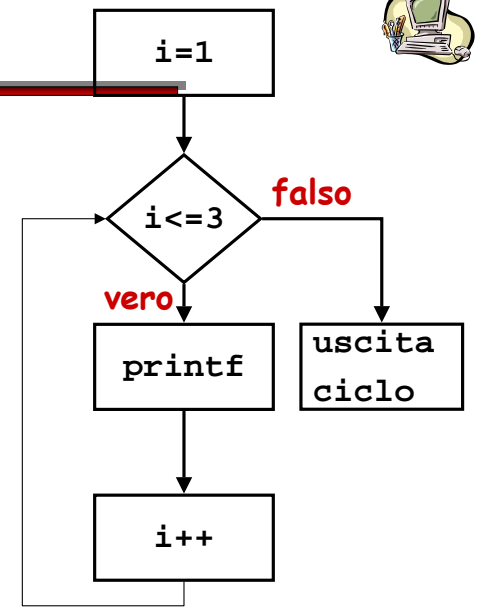 i=1
i<=3
falso
vero
printf
uscita
ciclo
i++